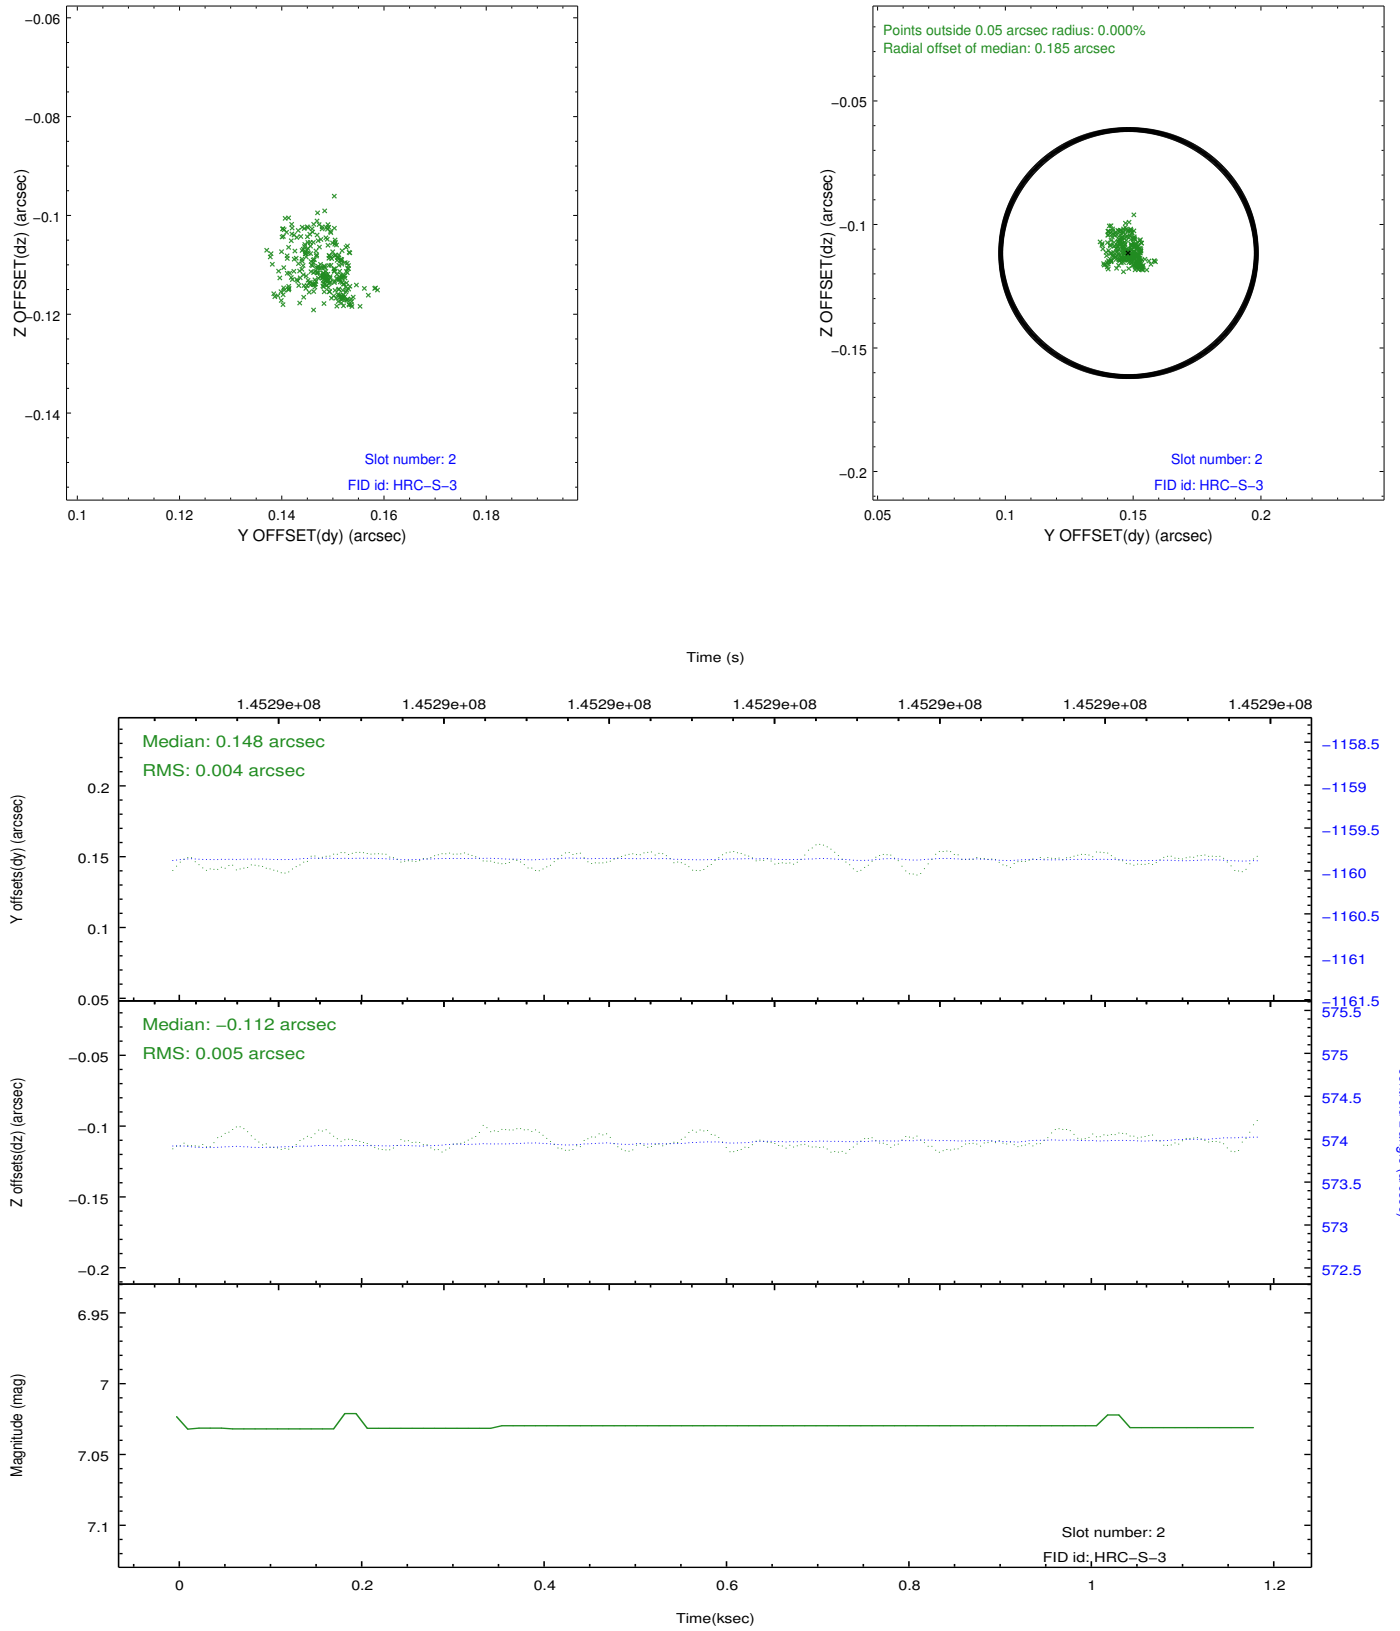 −0.06
−0.08
−0.1
−0.12
−0.14
Z OFFSET(dz) (arcsec)
Slot number: 2
FID id: HRC−S−3
0.1 0.12 0.14 0.16 0.18
Y OFFSET(dy) (arcsec)
Points outside 0.05 arcsec radius: 0.000%
Radial offset of median: 0.185 arcsec
−0.05
−0.1
−0.15
−0.2
Z OFFSET(dz) (arcsec)
Slot number: 2
FID id: HRC−S−3
0.05 0.1 0.15 0.2
Y OFFSET(dy) (arcsec)
Time (s)
1.4529e+08 1.4529e+08 1.4529e+08 1.4529e+08 1.4529e+08 1.4529e+08 1.4529e+08
Median: 0.148 arcsec
RMS: 0.004 arcsec
0.2
0.15
0.1
0.05
Y offsets(dy) (arcsec)
−1158.5
−1159
−1159.5
−1160
−1160.5
−1161
−1161.5
Median: −0.112 arcsec
RMS: 0.005 arcsec
−0.05
−0.1
−0.15
−0.2
Z offsets(dz) (arcsec)
575.5
575
574.5
574
573.5
573
572.5
6.95
7
7.05
7.1
Magnitude (mag)
Slot number: 2
FID id: HRC−S−3
0 0.2 0.4 0.6 0.8 1 1.2
Time(ksec)